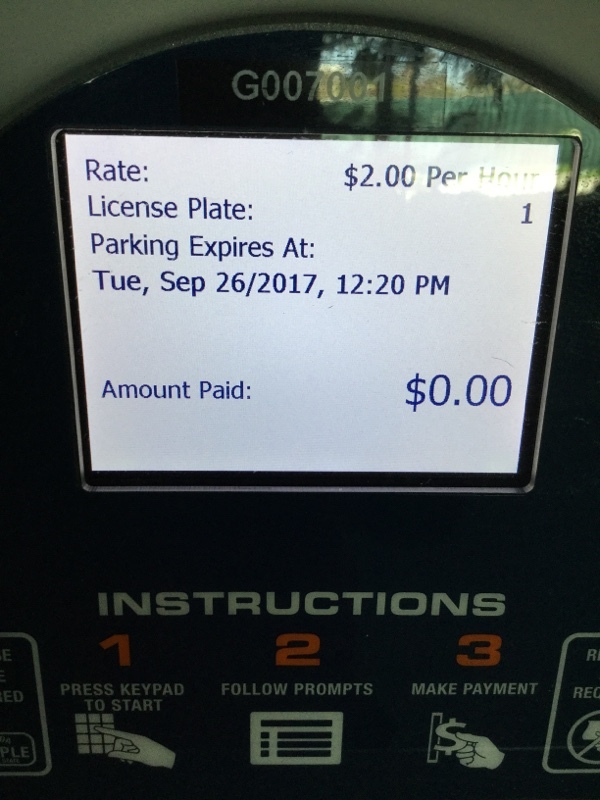 G007001
Rate: $2.00 Per Hour
License Plate: 1
Parking Expires At:
Tue, Sep 26/2017, 12:20 PM
Amount Paid: $0.00
INSTRUCTIONS
1 2 3
PRESS KEYPAD TO START
FOLLOW PROMPTS
MAKE PAYMENT
$